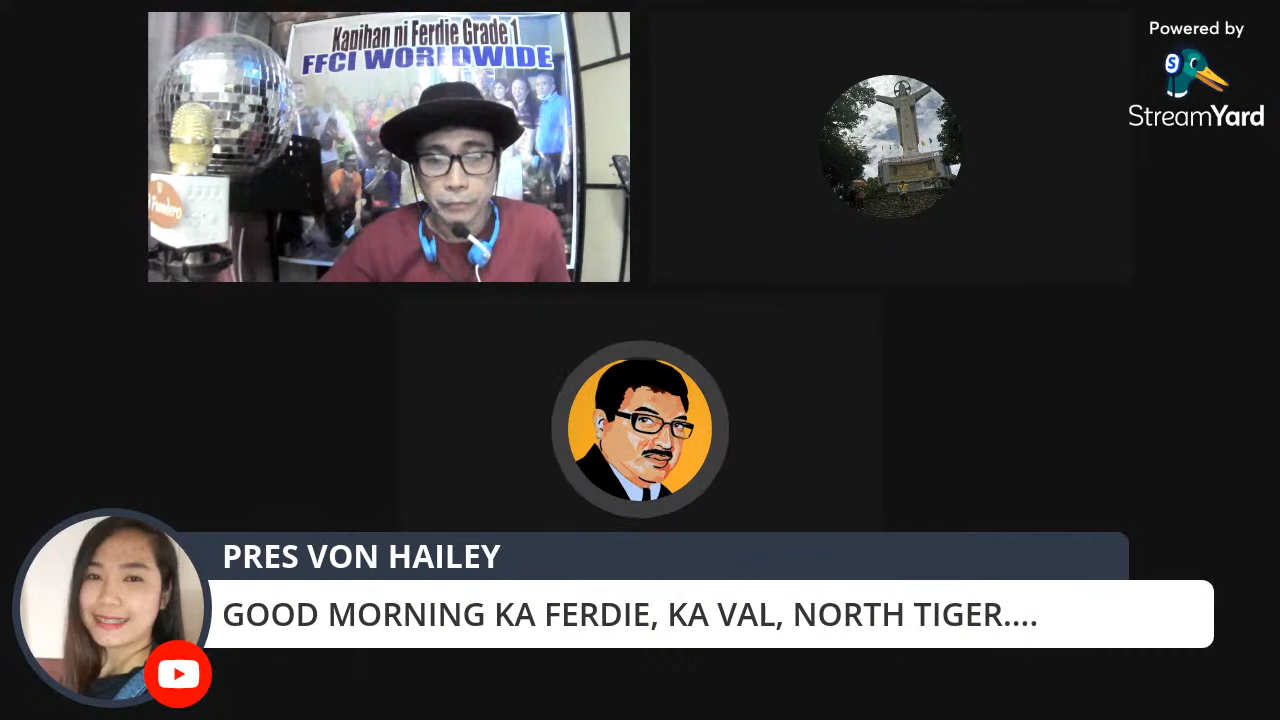 Kapihan ni Ferdie Grade 1
FFCI WORLDWIDE
Powered by
S
StreamYard
PRES VON HAILEY
GOOD MORNING KA FERDIE, KA VAL, NORTH TIGER....